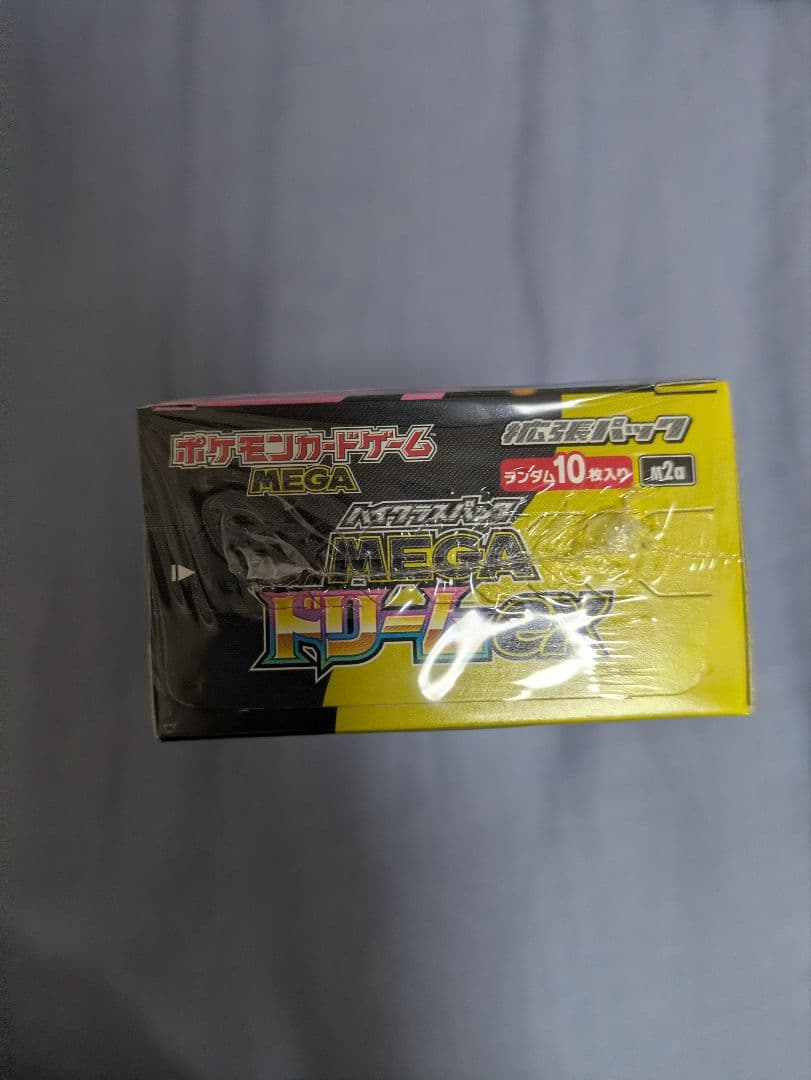 ポケモンカードゲーム
MEGA
拡張パック
ランダム10枚入り
M2a
ハイクラスパック
MEGA
ドリームex